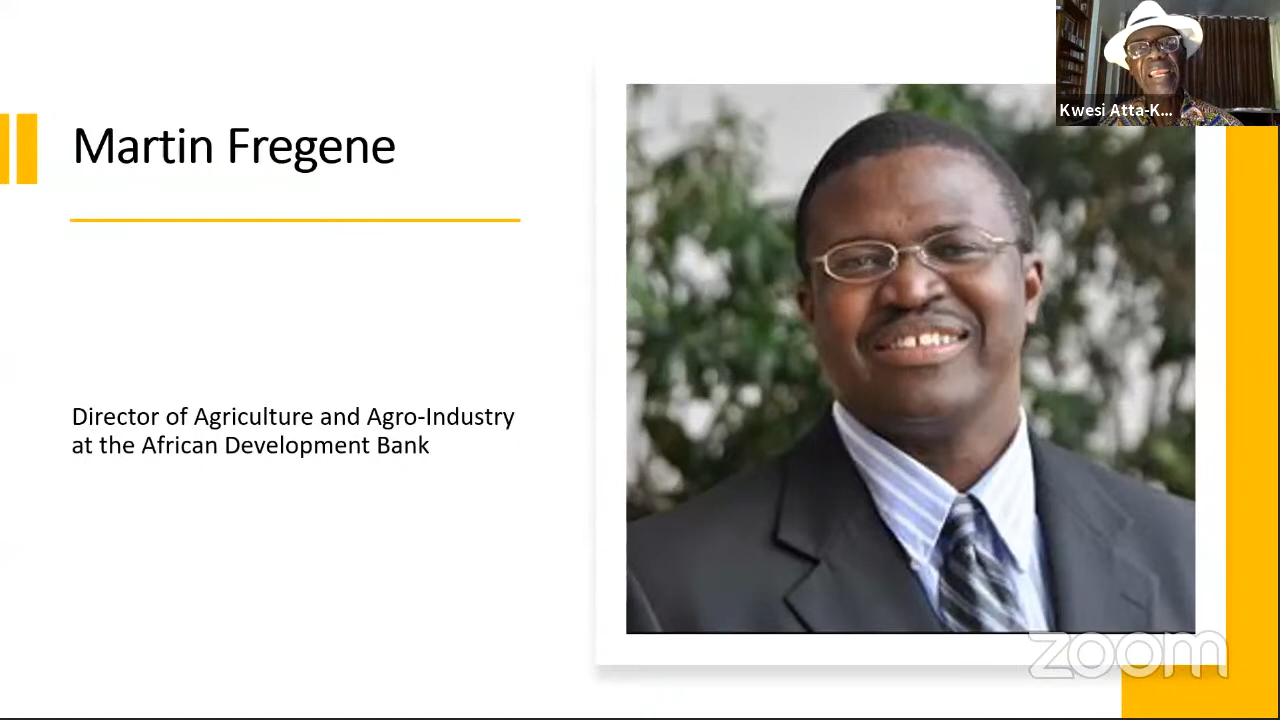 Martin Fregene
Director of Agriculture and Agro-Industry
at the African Development Bank
Kwesi Atta-K...
zoom